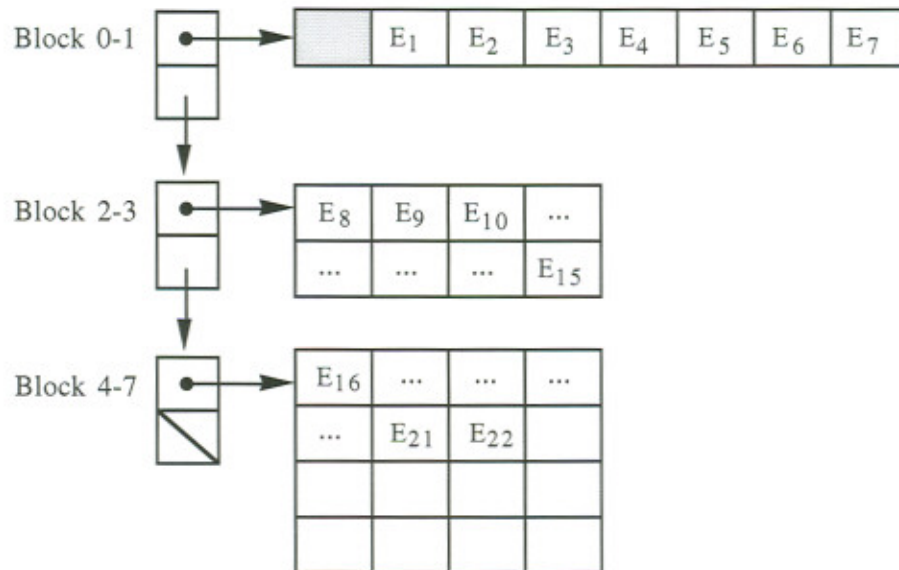 Block 0-1 E1 E2 E3 E4 E5 E6 E7
Block 2-3 E8 E9 E10 ...
... ... ... E15
Block 4-7 E16 ... ... ...
... E21 E22